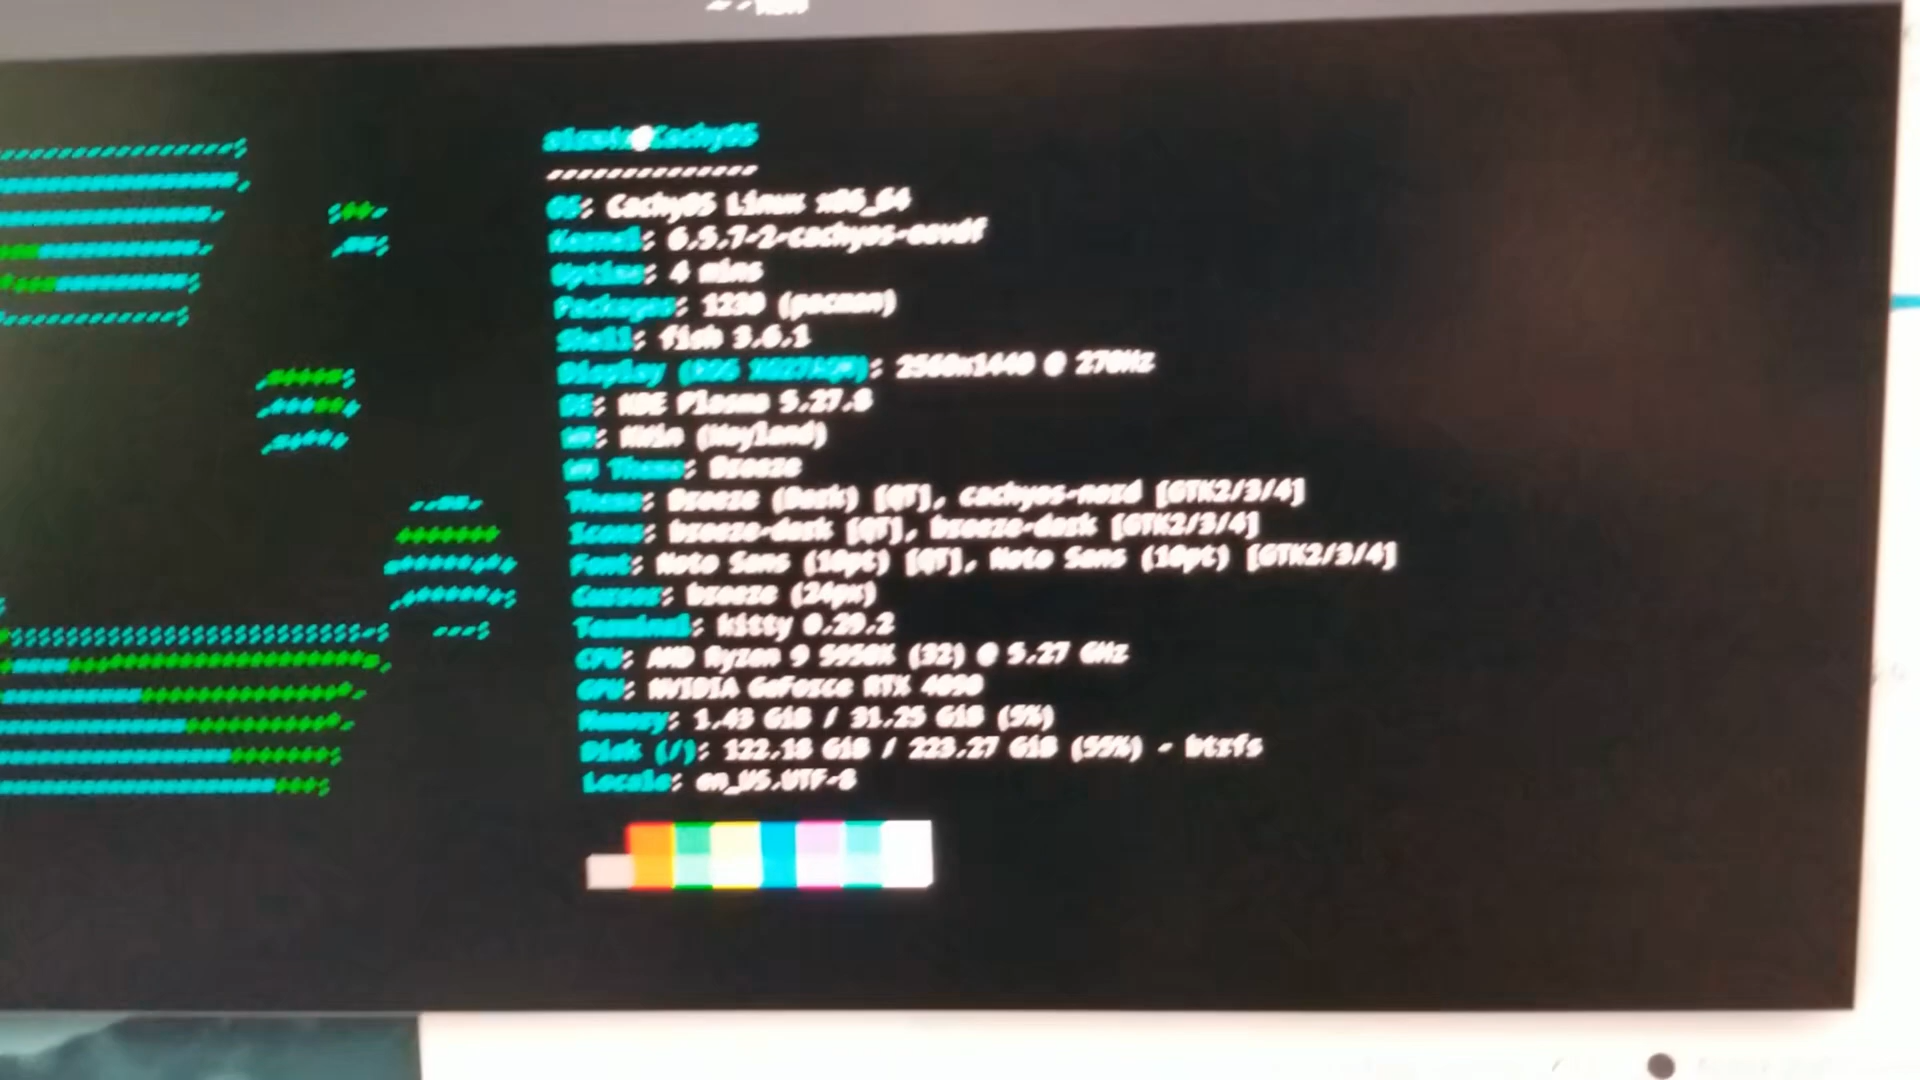 OS: CachyOS Linux x86_64
Kernel: 6.5.7-2-cachyos-eevdf
Uptime: 4 mins
Packages: 1230 (pacman)
Shell: fish 3.6.1
Display (ROG XG27AQM): 2560x1440 @ 270Hz
DE: KDE Plasma 5.27.8
WM: KWin (Wayland)
WM Theme: Breeze
Theme: Breeze (Dark) [QT], cachyos-nord [GTK2/3/4]
Icons: breeze-dark [QT], breeze-dark [GTK2/3/4]
Font: Noto Sans (10pt) [QT], Noto Sans (10pt) [GTK2/3/4]
Cursor: breeze (24px)
Terminal: kitty 0.29.2
CPU: AMD Ryzen 9 5950X (32) @ 5.27 GHz
GPU: NVIDIA GeForce RTX 4090
Memory: 1.43 GiB / 31.25 GiB (5%)
Disk (/): 122.18 GiB / 223.27 GiB (55%) - btrfs
Locale: en_US.UTF-8